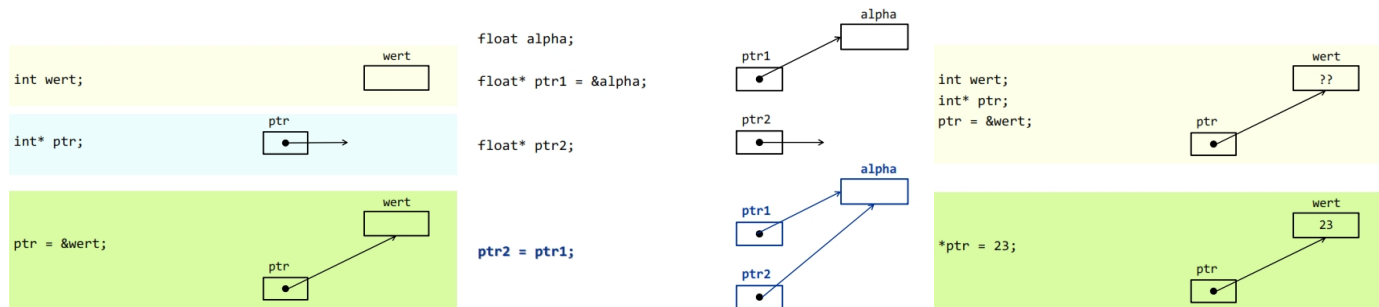 wert
int wert;
ptr
int* ptr;
wert
ptr = &wert;
ptr
alpha
float alpha;
ptr1
float* ptr1 = &alpha;
ptr2
float* ptr2;
alpha
ptr1
ptr2 = ptr1;
ptr2
wert
int wert;
??
int* ptr;
ptr = &wert;
ptr
wert
23
*ptr = 23;
ptr